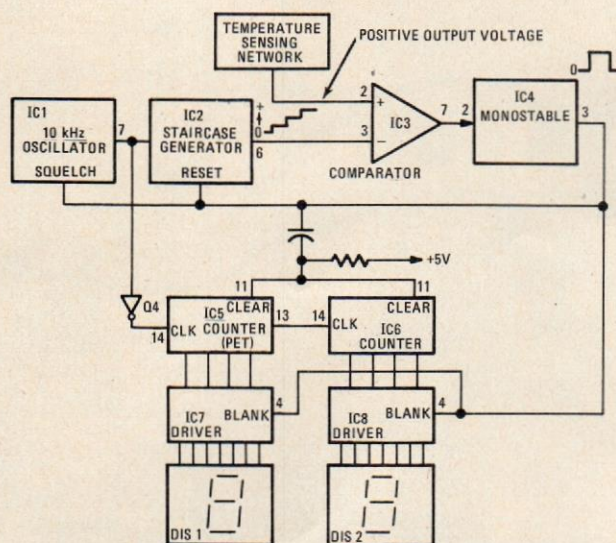 TEMPERATURE
SENSING
NETWORK
POSITIVE OUTPUT VOLTAGE
IC1
10 kHz
OSCILLATOR
SQUELCH
7
IC2
STAIRCASE
GENERATOR
RESET
+
0
6
2
+
3
−
IC3
COMPARATOR
7
2
IC4
MONOSTABLE
3
0
+5V
Q4
11
CLEAR
IC5
COUNTER
(PET)
CLK
14
13
14
11
CLEAR
CLK
IC6
COUNTER
IC7
DRIVER
BLANK
4
IC8
DRIVER
BLANK
4
DIS 1
8
DIS 2
8